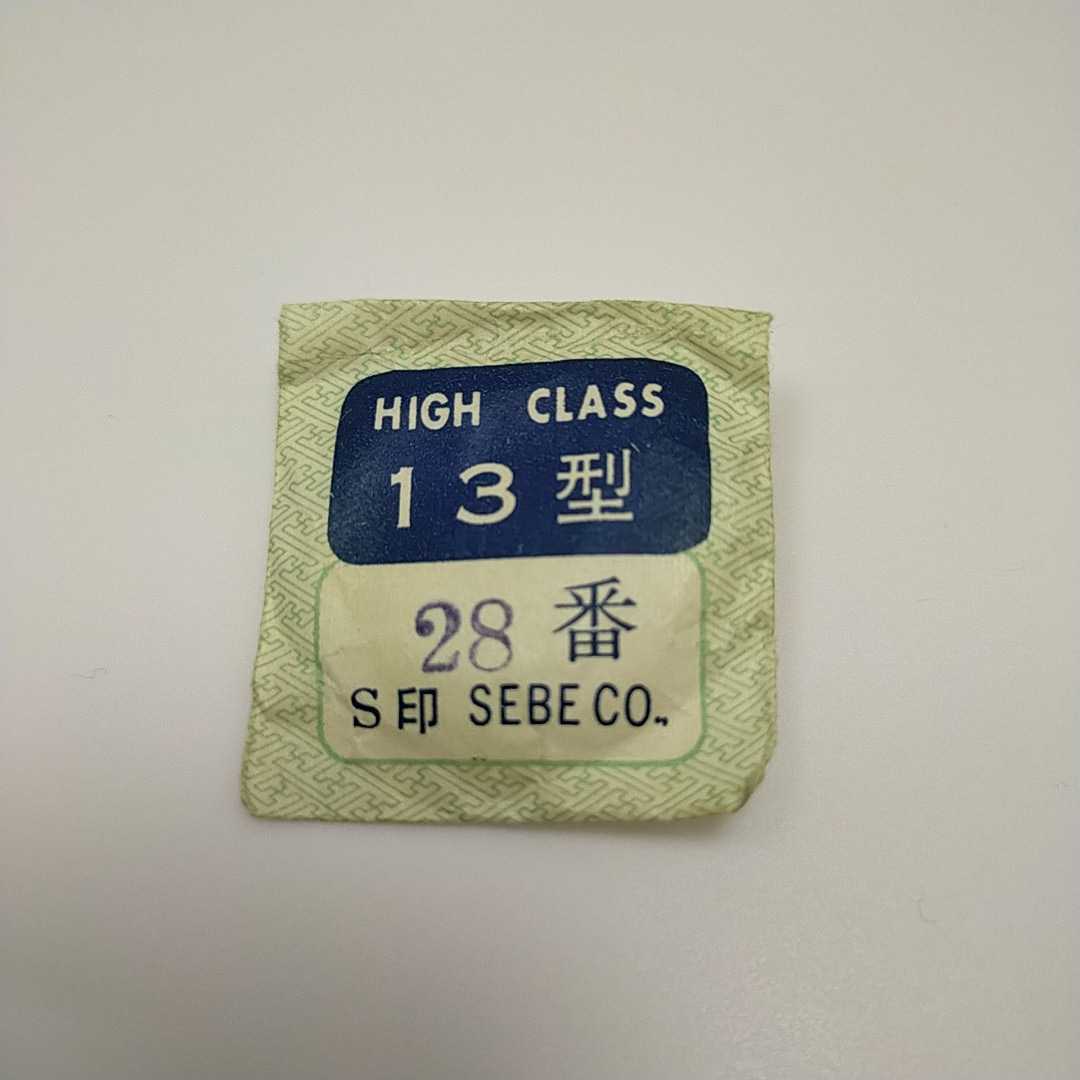 HIGH CLASS
13型
28番
S印 SEBE CO.,